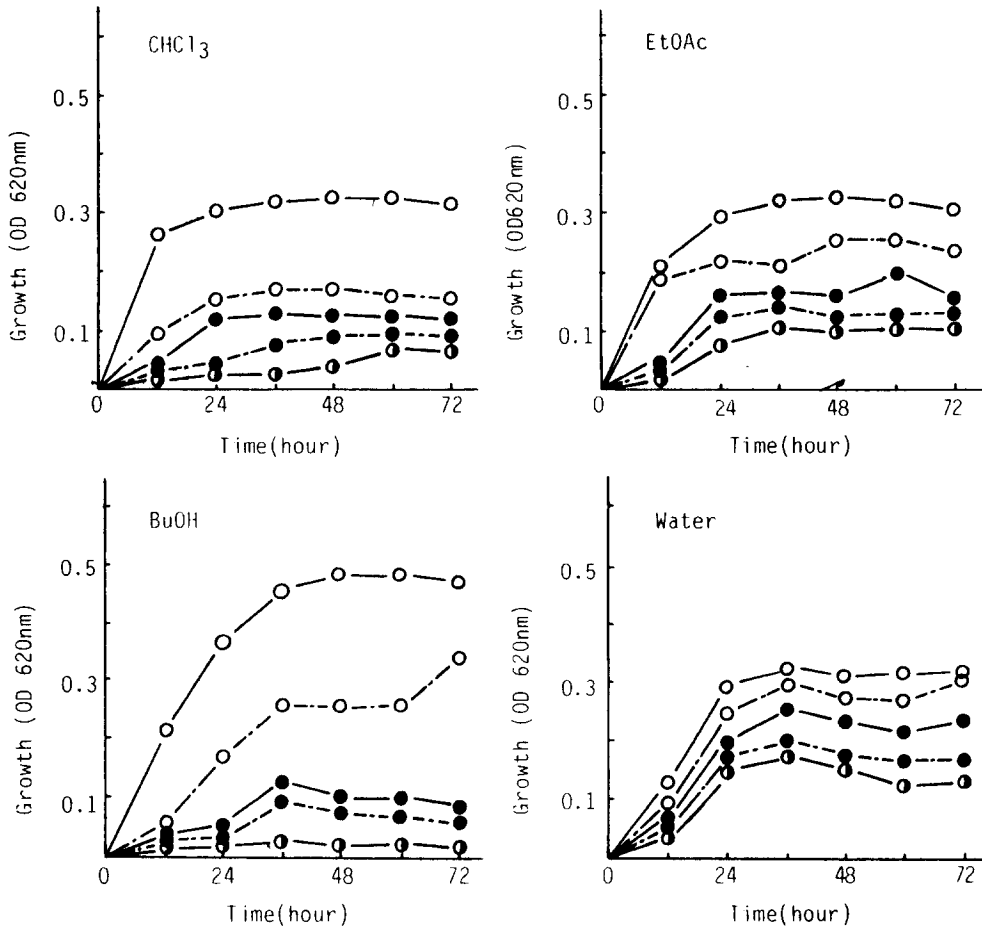 CHCl3
0.5
0.3
0.1
Growth (OD 620nm)
0 24 48 72
Time(hour)
EtOAc
0.5
0.3
0.1
Growth (OD620nm)
0 24 48 72
Time(hour)
BuOH
0.5
0.3
0.1
Growth (OD 620nm)
0 24 48 72
Time(hour)
Water
0.5
0.3
0.1
Growth (OD 620nm)
0 24 48 72
Time(hour)